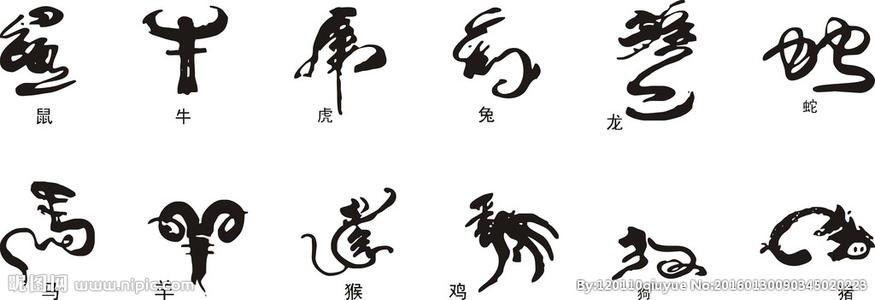 鼠 牛 虎 兔 龙 蛇
马 羊 猴 鸡 狗 猪
昵图网 www.nipic.com By:120110qiuyue No:20160130090345020223